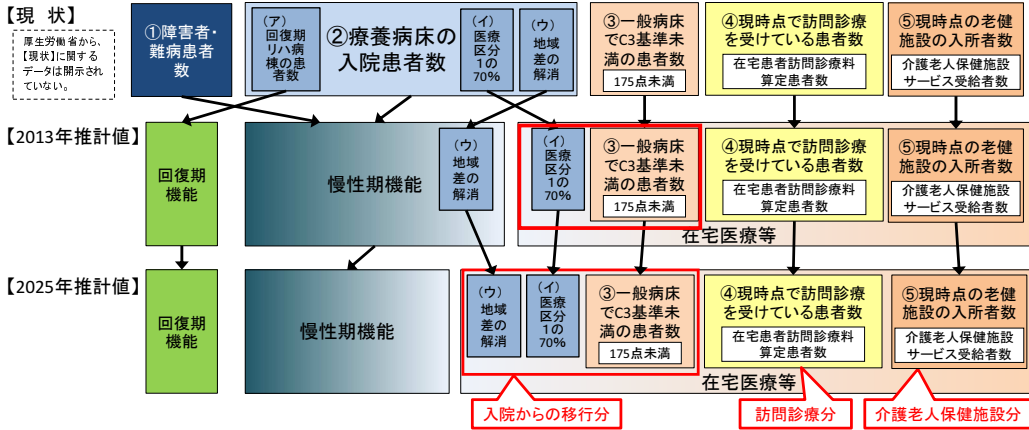 【現　状】
厚生労働省から、
【現状】に関する
データは開示され
ていない。
①障害者・
難病患者
数
②療養病床の
入院患者数
（ア）
回復期
リハ病
棟の患
者数
（イ）
医療
区分
1の
70%
（ウ）
地域
差の
解消
③一般病床
でC3基準未
満の患者数
175点未満
④現時点で訪問診療
を受けている患者数
在宅患者訪問診療料
算定患者数
⑤現時点の老健
施設の入所者数
介護老人保健施設
サービス受給者数
【2013年推計値】
回復期
機能
慢性期機能
（ウ）
地域
差の
解消
（イ）
医療
区分
1の
70%
③一般病床
でC3基準未
満の患者数
175点未満
④現時点で訪問診療
を受けている患者数
在宅患者訪問診療料
算定患者数
⑤現時点の老健
施設の入所者数
介護老人保健施設
サービス受給者数
在宅医療等
【2025年推計値】
回復期
機能
慢性期機能
（ウ）
地域
差の
解消
（イ）
医療
区分
1の
70%
③一般病床
でC3基準未
満の患者数
175点未満
④現時点で訪問診療
を受けている患者数
在宅患者訪問診療料
算定患者数
⑤現時点の老健
施設の入所者数
介護老人保健施設
サービス受給者数
在宅医療等
入院からの移行分
訪問診療分
介護老人保健施設分